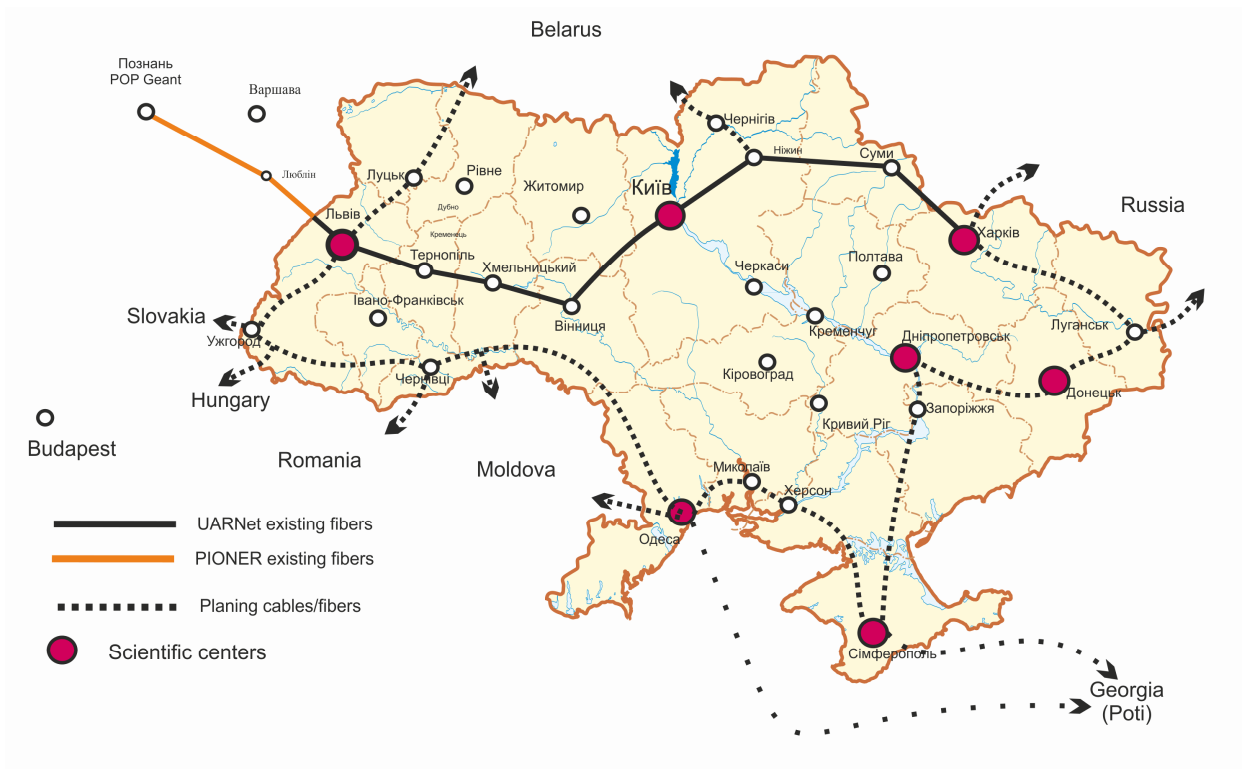 Belarus
Познань
POP Geant
Варшава
Чернігів
Ніжин
Суми
Люблін
Луцьк
Рівне
Житомир
Київ
Дубно
Львів
Russia
Кременець
Харків
Тернопіль
Хмельницький
Черкаси
Полтава
Івано-Франківськ
Slovakia
Вінниця
Кременчуг
Луганськ
Ужгород
Дніпропетровськ
Чернівці
Кіровоград
Донецьк
Hungary
Запоріжжя
Кривий Ріг
Budapest
Romania
Moldova
Миколаїв
Херсон
UARNet existing fibers
Одеса
PIONER existing fibers
Planing cables/fibers
Scientific centers
Сімферополь
Georgia
(Poti)